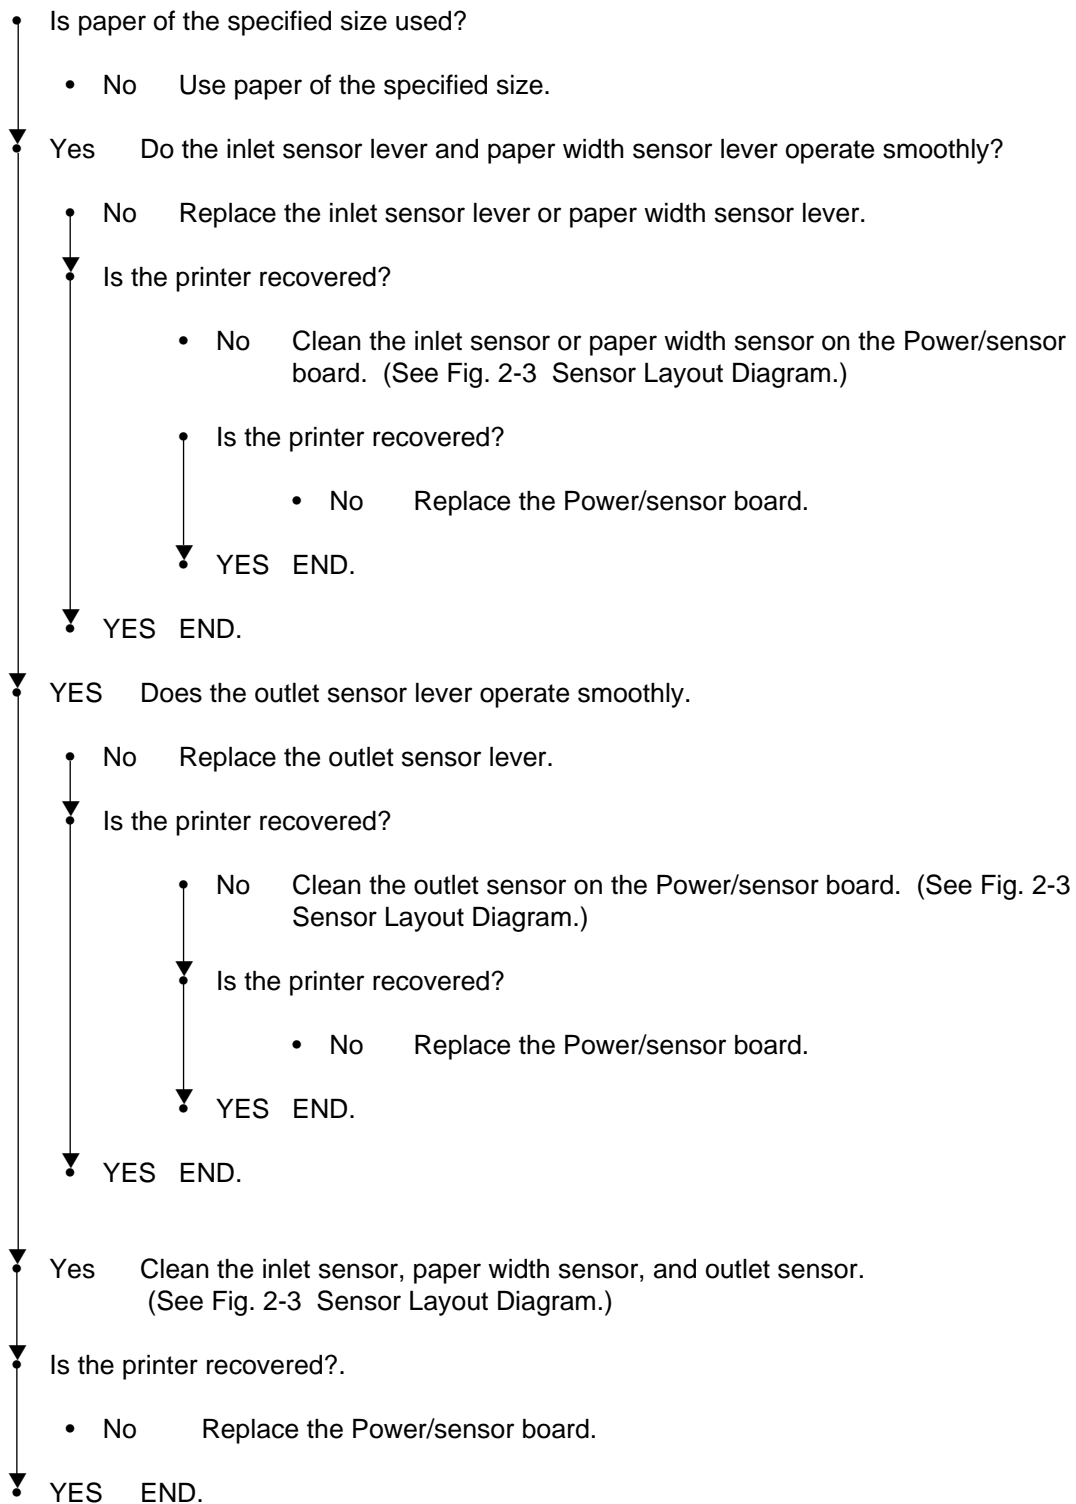 • Is paper of the specified size used?
• No Use paper of the specified size.
• Yes Do the inlet sensor lever and paper width sensor lever operate smoothly?
• No Replace the inlet sensor lever or paper width sensor lever.
• Is the printer recovered?
• No Clean the inlet sensor or paper width sensor on the Power/sensor
board. (See Fig. 2-3 Sensor Layout Diagram.)
• Is the printer recovered?
• No Replace the Power/sensor board.
• YES END.
• YES END.
• YES Does the outlet sensor lever operate smoothly.
• No Replace the outlet sensor lever.
• Is the printer recovered?
• No Clean the outlet sensor on the Power/sensor board. (See Fig. 2-3
Sensor Layout Diagram.)
• Is the printer recovered?
• No Replace the Power/sensor board.
• YES END.
• YES END.
• Yes Clean the inlet sensor, paper width sensor, and outlet sensor.
(See Fig. 2-3 Sensor Layout Diagram.)
• Is the printer recovered?.
• No Replace the Power/sensor board.
• YES END.